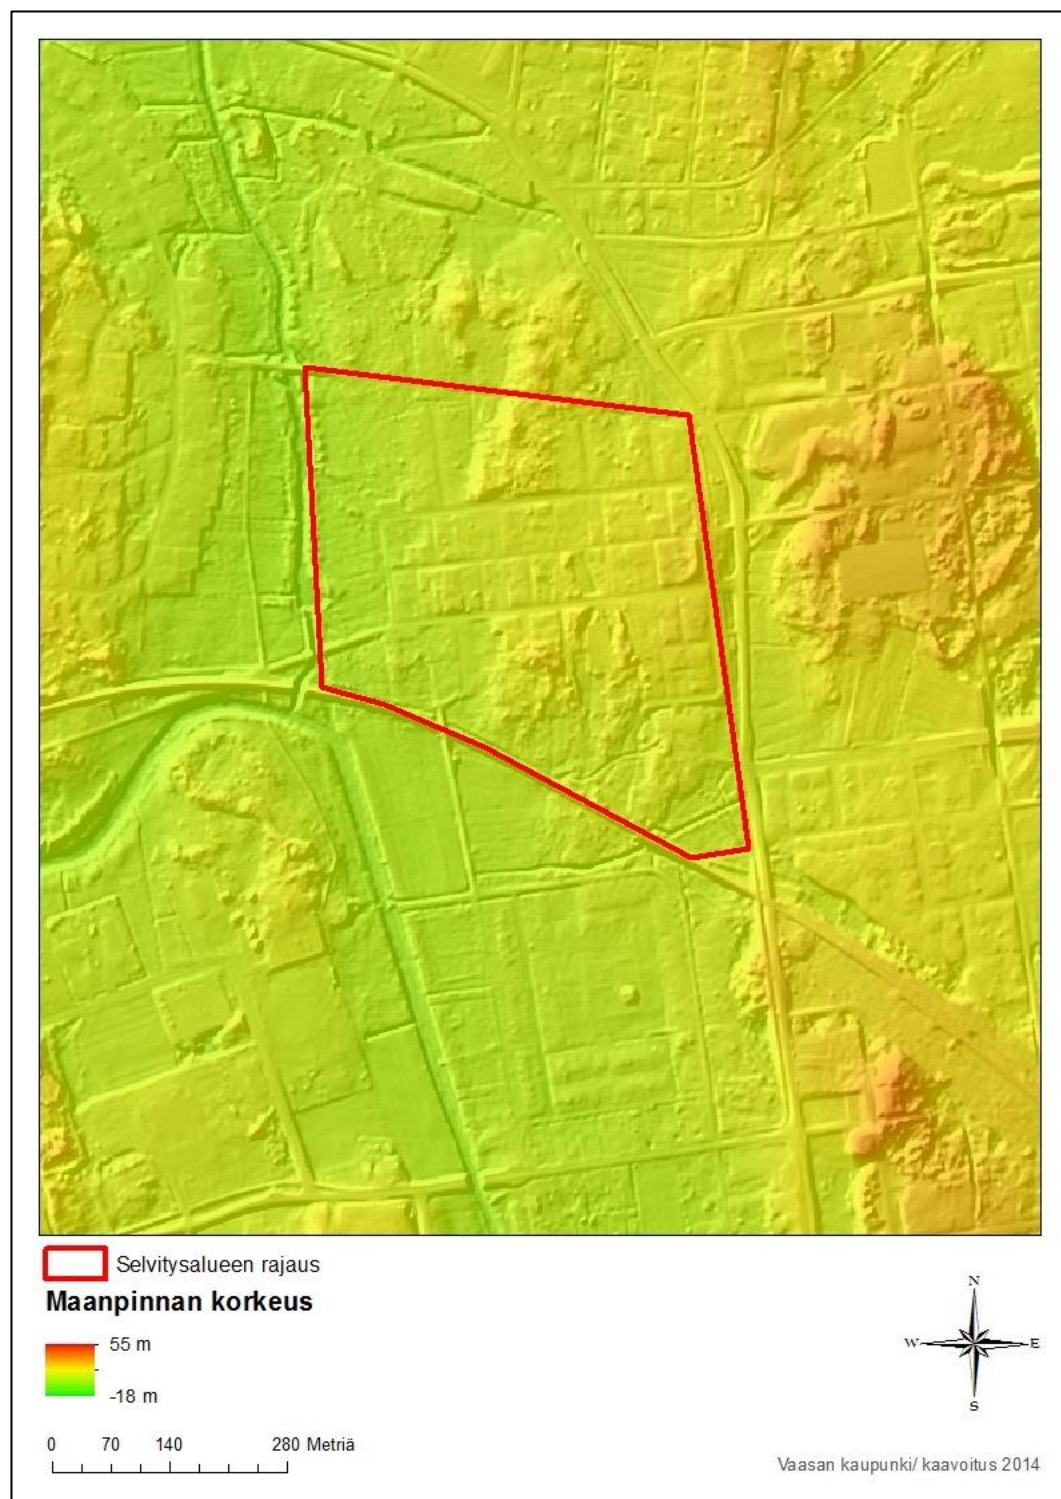 Selvitysalueen rajaus
Maanpinnan korkeus
55 m
-18 m
0 70 140 280 Metriä
N
W E
S
Vaasan kaupunki/ kaavoitus 2014